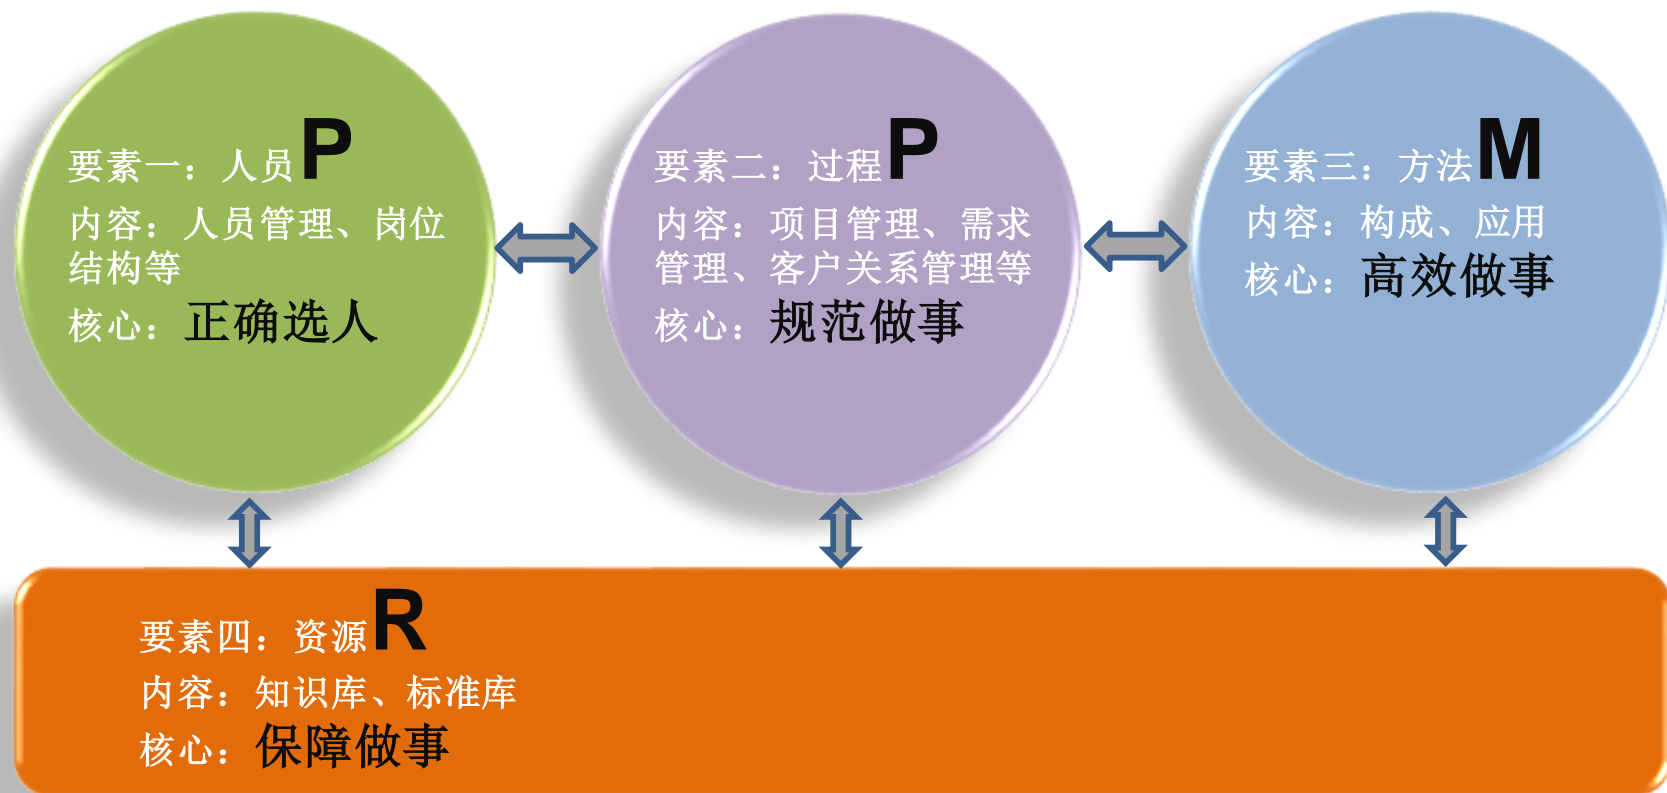 要素一：人员P
内容：人员管理、岗位
结构等
核心：正确选人
要素二：过程P
内容：项目管理、需求
管理、客户关系管理等
核心：规范做事
要素三：方法M
内容：构成、应用
核心：高效做事
要素四：资源R
内容：知识库、标准库
核心：保障做事